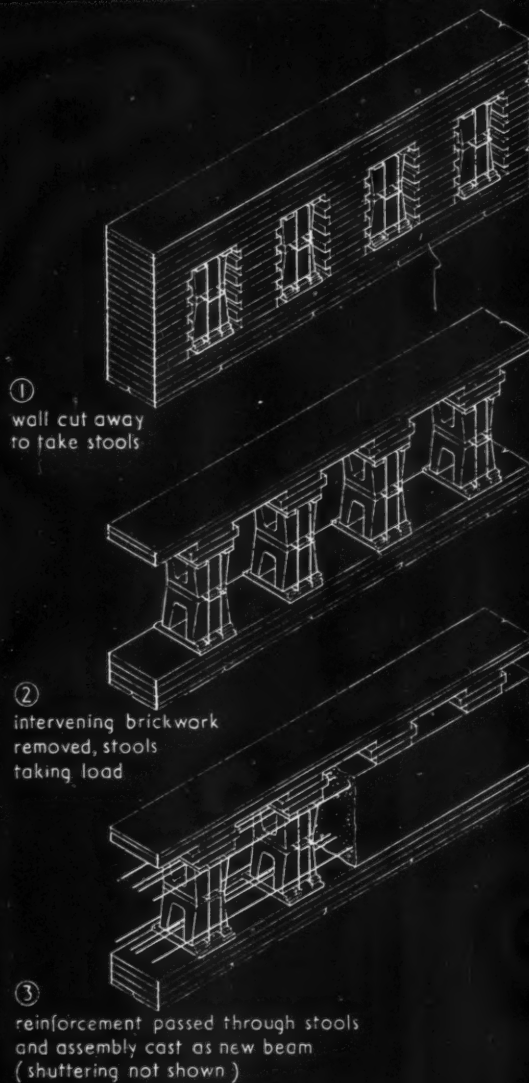 ①
wall cut away
to take stools
②
intervening brickwork
removed, stools
taking load
③
reinforcement passed through stools
and assembly cast as new beam
(shuttering not shown)